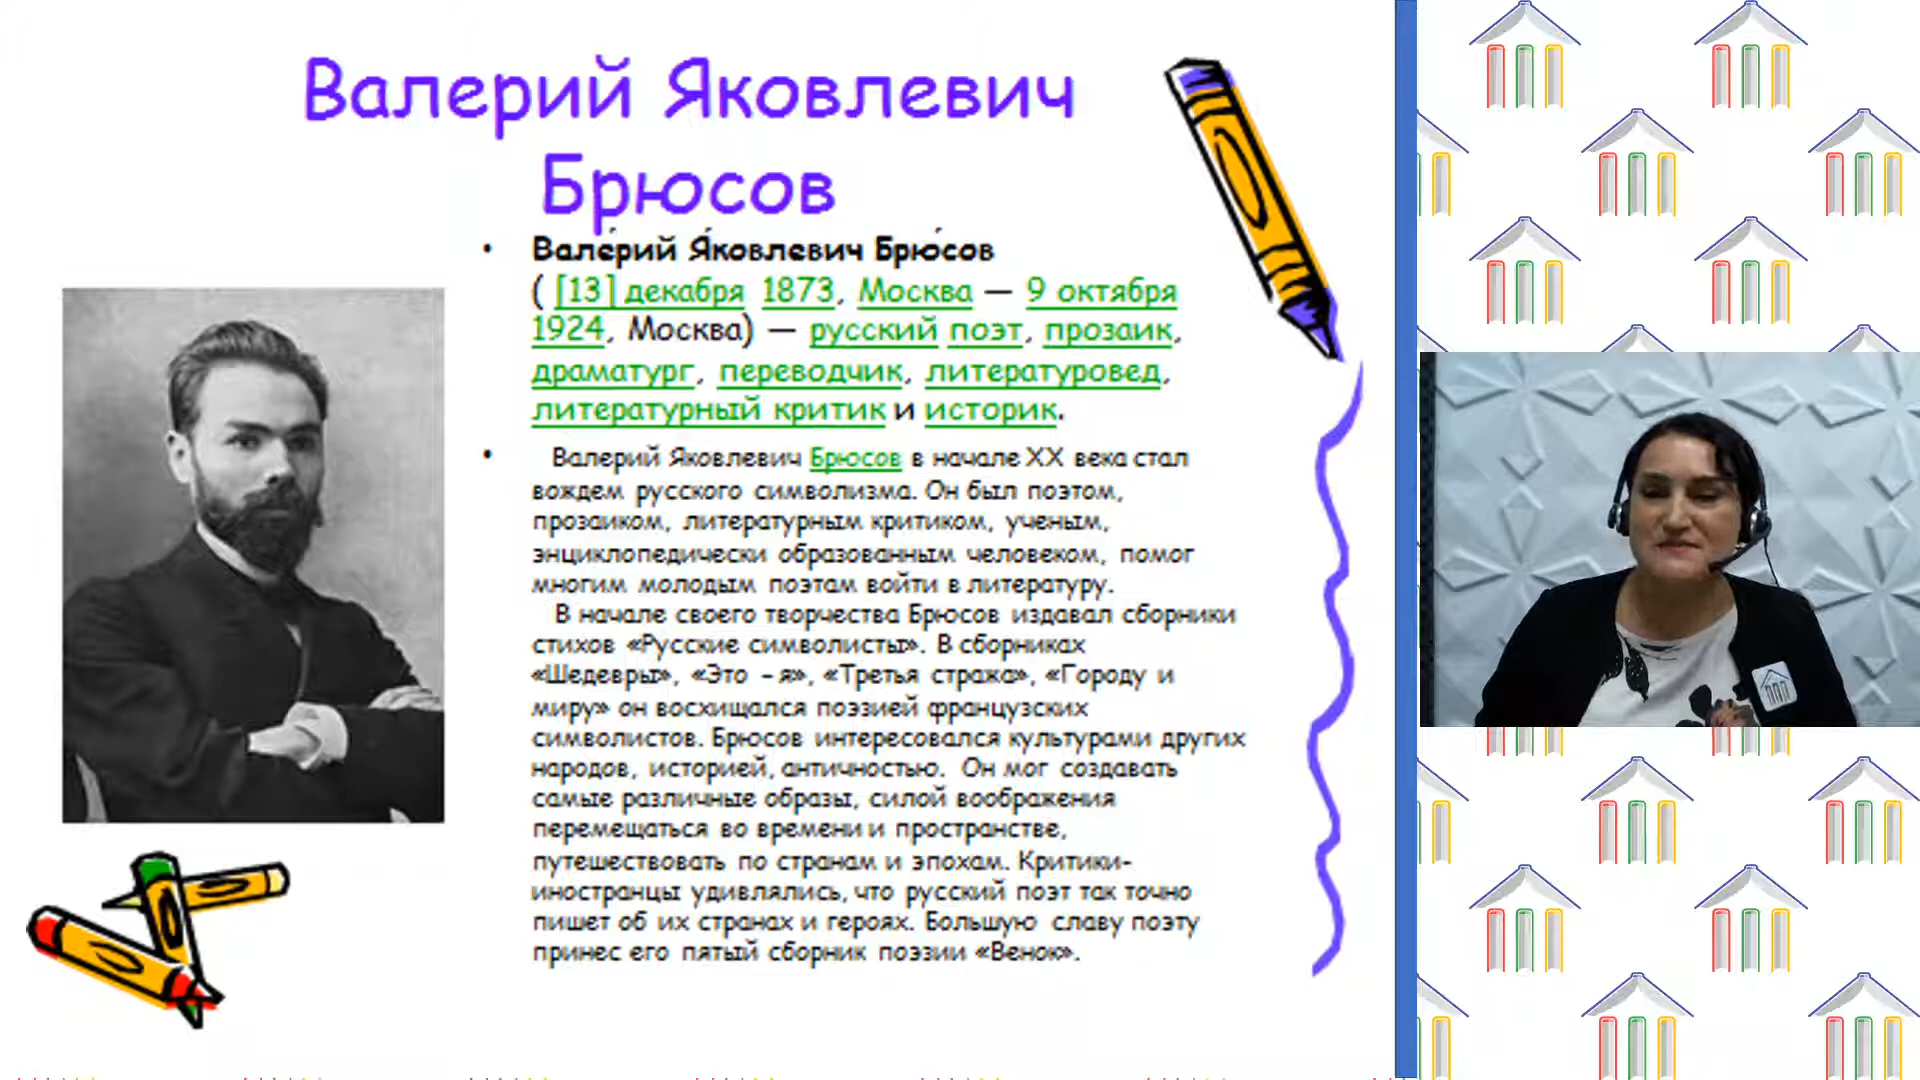 Валерий Яковлевич
Брюсов
• Вале́рий Я́ковлевич Брю́сов
( [13] декабря 1873, Москва — 9 октября
1924, Москва) — русский поэт, прозаик,
драматург, переводчик, литературовед,
литературный критик и историк.
• Валерий Яковлевич Брюсов в начале XX века стал
вождем русского символизма. Он был поэтом,
прозаиком, литературным критиком, ученым,
энциклопедически образованным человеком, помог
многим молодым поэтам войти в литературу.
В начале своего творчества Брюсов издавал сборники
стихов «Русские символисты». В сборниках
«Шедевры», «Это – я», «Третья стража», «Городу и
миру» он восхищался поэзией французских
символистов. Брюсов интересовался культурами других
народов, историей, античностью. Он мог создавать
самые различные образы, силой воображения
перемещаться во времени и пространстве,
путешествовать по странам и эпохам. Критики-
иностранцы удивлялись, что русский поэт так точно
пишет об их странах и героях. Большую славу поэту
принес его пятый сборник поэзии «Венок».